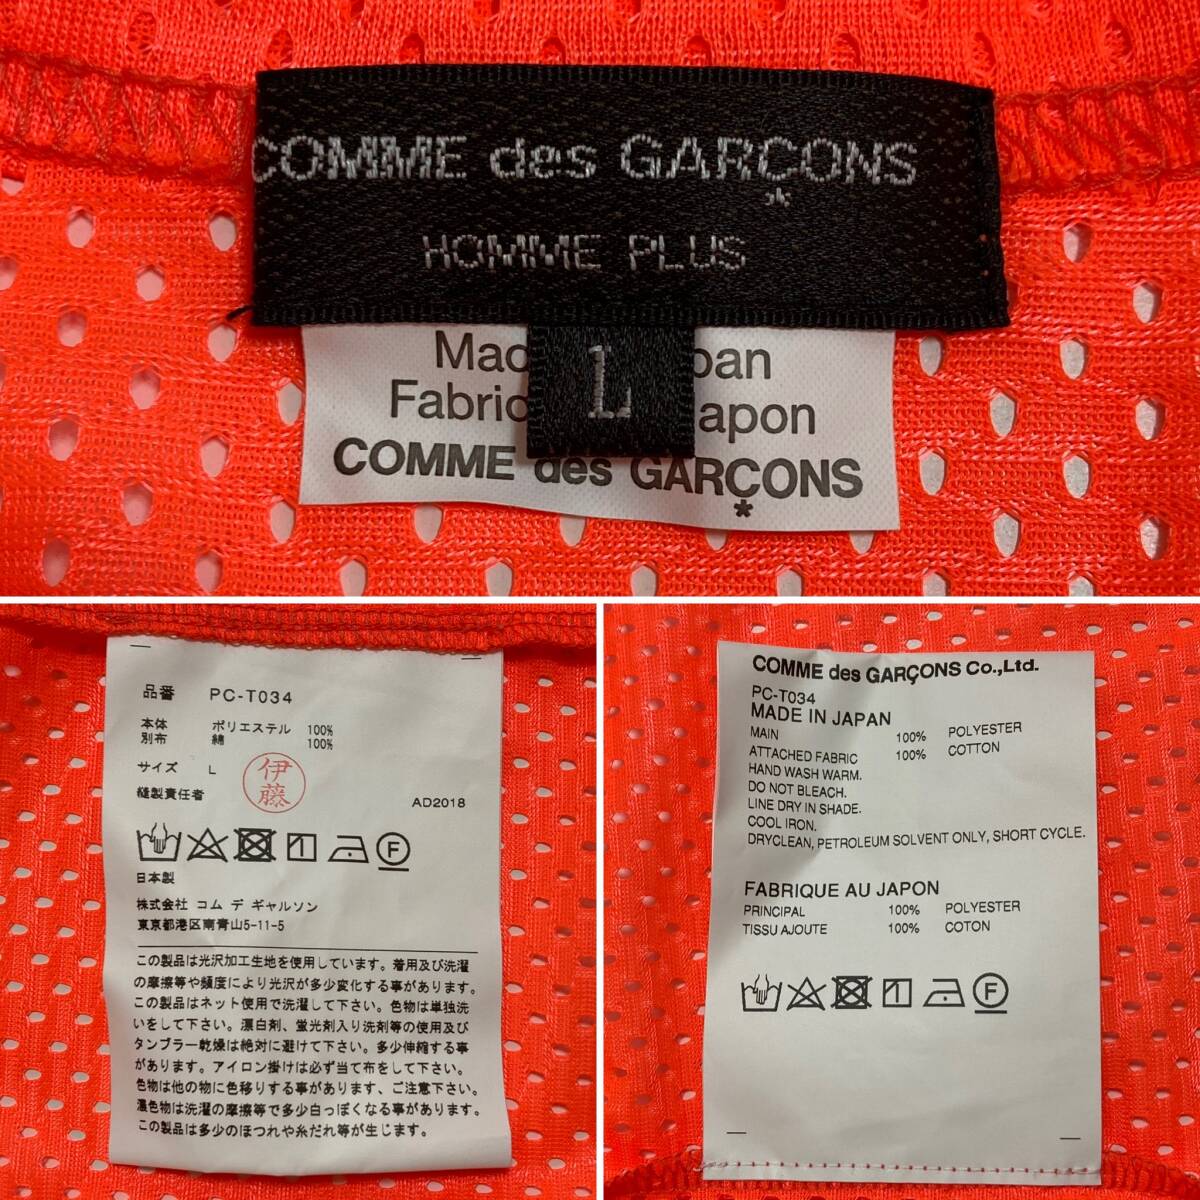 COMME des GARÇONS
HOMME PLUS
L
COMME des GARÇONS
品番 PC-T034
本体 ポリエステル 100%
別布 綿 100%
サイズ L
伊藤
縫製責任者
AD2018
F
日本製
株式会社 コム デ ギャルソン
東京都港区南青山5-11-5
この製品は光沢加工生地を使用しています。着用及び洗濯
の摩擦等や頻度により光沢が多少変化する事があります。
この製品はネット使用で洗濯して下さい。色物は単独洗
いをして下さい。漂白剤、蛍光剤入り洗剤等の使用及び
タンブラー乾燥は絶対に避けて下さい。多少伸縮する事
があります。アイロン掛けは必ず当て布をして下さい。
色物は他の物に色移りする事があります、ご注意下さい。
濃色物は洗濯の摩擦等で多少白っぽくなる事があります。
この製品は多少のほつれや糸だれ等が生じます。
COMME des GARÇONS Co.,Ltd.
PC-T034
MADE IN JAPAN
MAIN 100% POLYESTER
ATTACHED FABRIC 100% COTTON
HAND WASH WARM.
DO NOT BLEACH.
LINE DRY IN SHADE.
COOL IRON.
DRYCLEAN, PETROLEUM SOLVENT ONLY, SHORT CYCLE.
FABRIQUE AU JAPON
PRINCIPAL 100% POLYESTER
TISSU AJOUTE 100% COTON
F